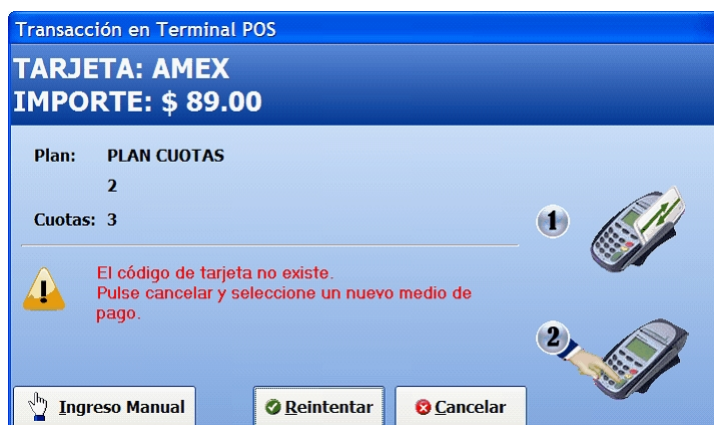 Transacción en Terminal POS
TARJETA: AMEX
IMPORTE: $ 89.00
Plan: PLAN CUOTAS
2
Cuotas: 3
1
El código de tarjeta no existe.
Pulse cancelar y seleccione un nuevo medio de
pago.
2
Ingreso Manual Reintentar Cancelar